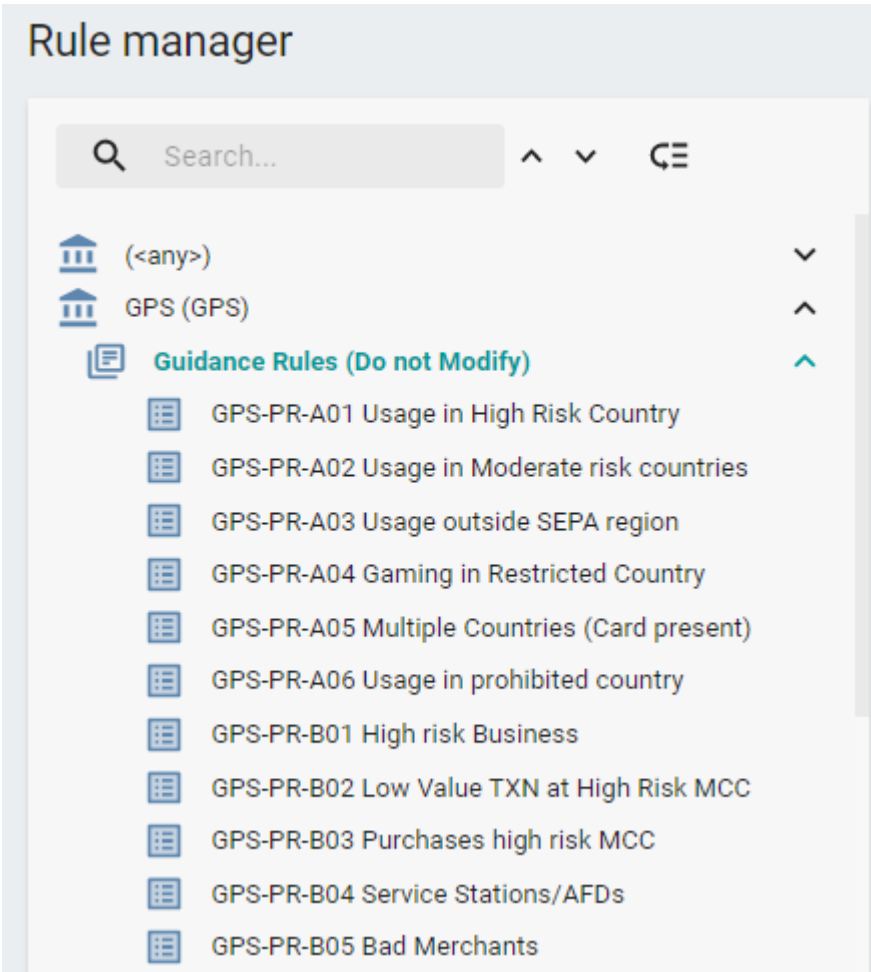 Rule manager
Search...
(<any>)
GPS (GPS)
Guidance Rules (Do not Modify)
GPS-PR-A01 Usage in High Risk Country
GPS-PR-A02 Usage in Moderate risk countries
GPS-PR-A03 Usage outside SEPA region
GPS-PR-A04 Gaming in Restricted Country
GPS-PR-A05 Multiple Countries (Card present)
GPS-PR-A06 Usage in prohibited country
GPS-PR-B01 High risk Business
GPS-PR-B02 Low Value TXN at High Risk MCC
GPS-PR-B03 Purchases high risk MCC
GPS-PR-B04 Service Stations/AFDs
GPS-PR-B05 Bad Merchants